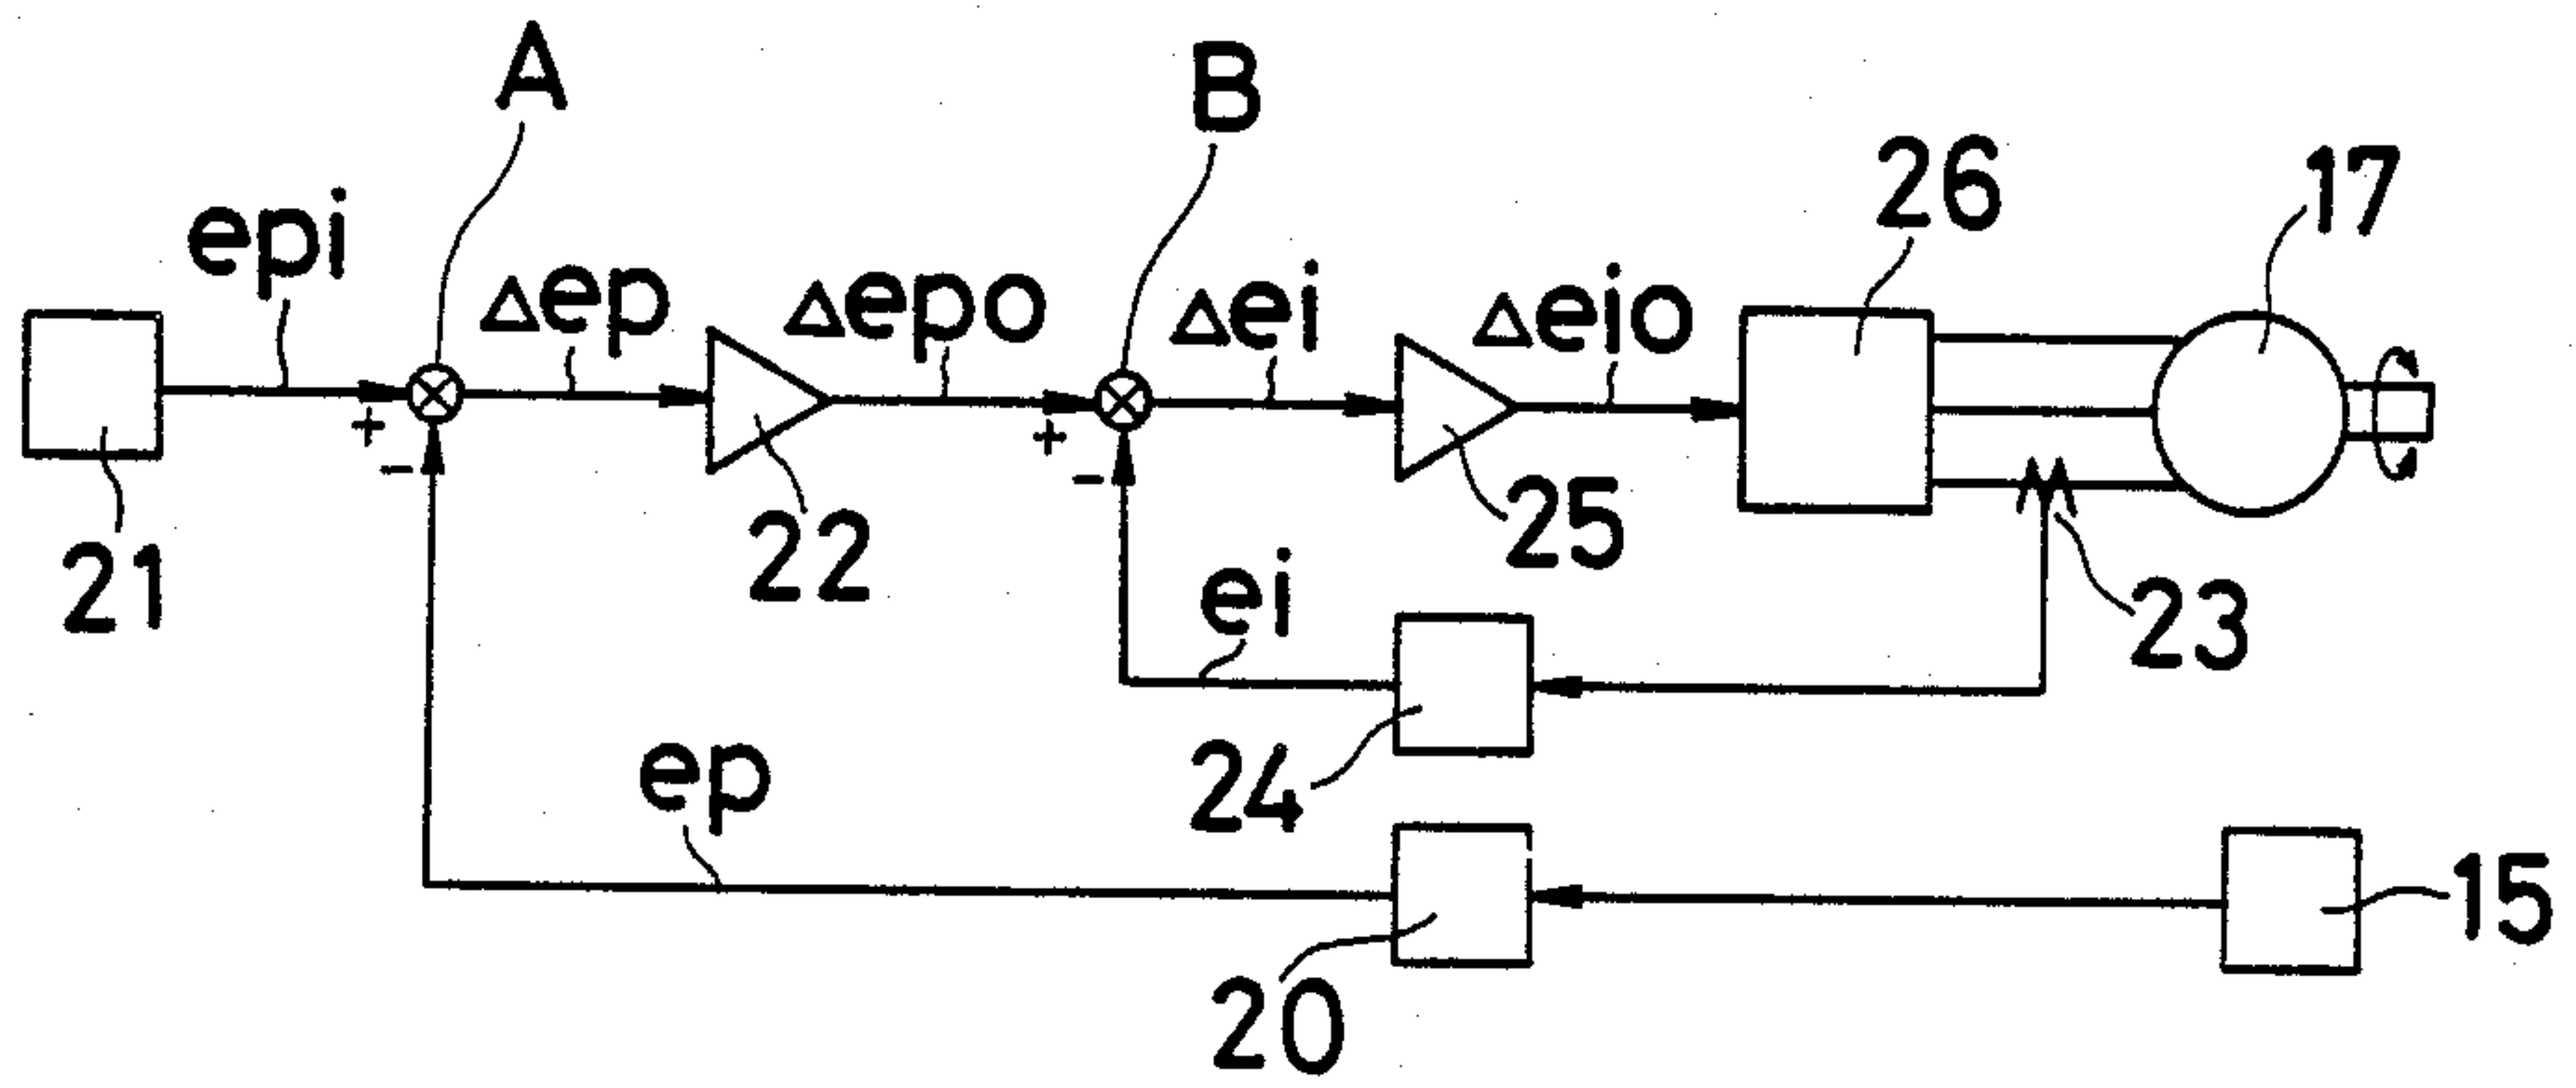 A
B
26
17
epi
Δep
Δepo
Δei
Δeio
+
-
+
-
21
22
25
23
ei
24
ep
20
15